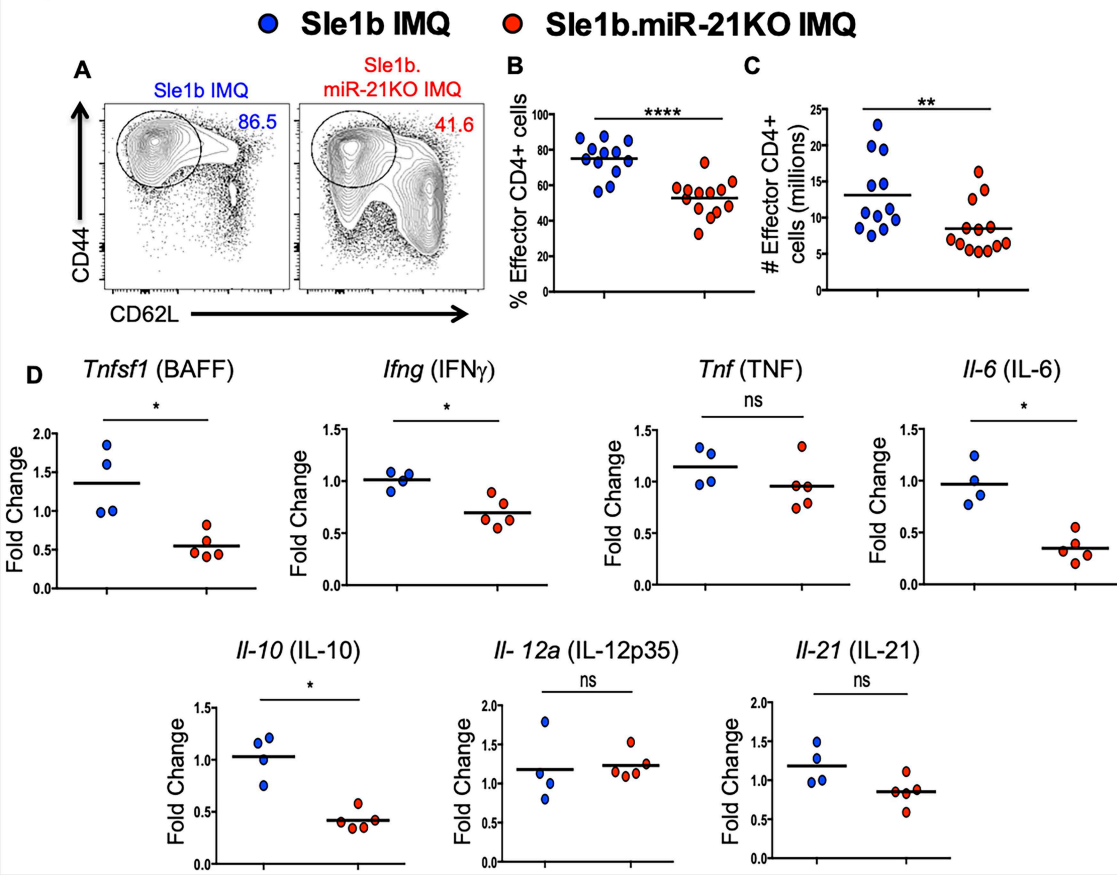 Sle1b IMQ Sle1b.miR-21KO IMQ
A
Sle1b IMQ
Sle1b.
miR-21KO IMQ
86.5
41.6
CD44
CD62L
B
% Effector CD4+ cells
100
80
60
40
20
0
****
C
# Effector CD4+
cells (millions)
25
20
15
10
5
0
**
D
Tnfsf1 (BAFF)
*
Fold Change
2.0
1.5
1.0
0.5
0.0
Ifng (IFNγ)
*
Fold Change
1.5
1.0
0.5
0.0
Tnf (TNF)
ns
Fold Change
1.5
1.0
0.5
0.0
Il-6 (IL-6)
*
Fold Change
1.5
1.0
0.5
0.0
Il-10 (IL-10)
*
Fold Change
1.5
1.0
0.5
0.0
Il- 12a (IL-12p35)
ns
Fold Change
2.0
1.5
1.0
0.5
0.0
Il-21 (IL-21)
ns
Fold Change
2.0
1.5
1.0
0.5
0.0